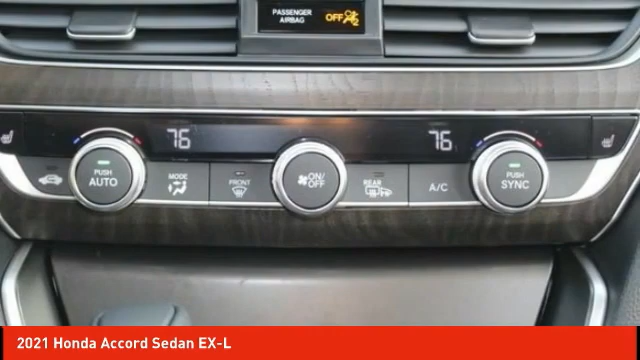 PASSENGER
AIRBAG
OFF
2
76
76
PUSH
AUTO
MODE
FRONT
ON/
OFF
REAR
A/C
PUSH
SYNC
2021 Honda Accord Sedan EX-L